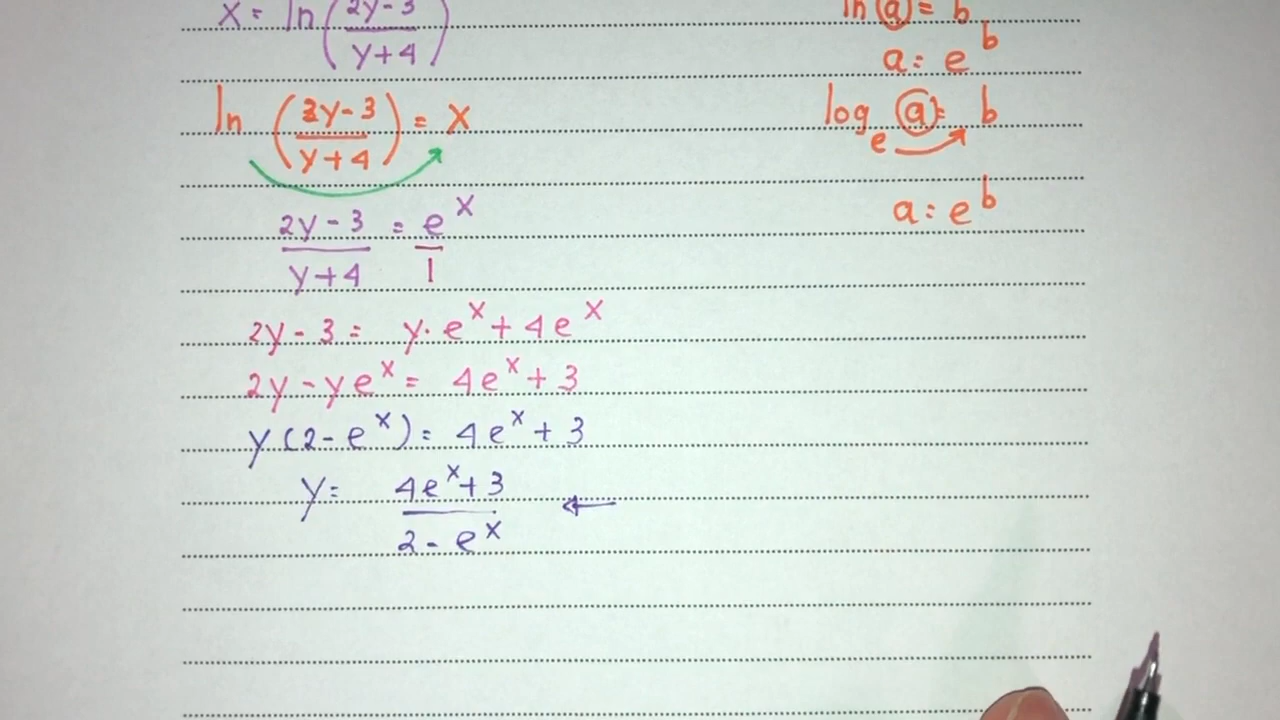 x = ln(2y-3/y+4)
ln (2y-3/y+4) = x
2y-3/y+4 = e^x/1
2y-3 = y·e^x+4e^x
2y-ye^x = 4e^x+3
y(2-e^x) = 4e^x+3
y = 4e^x+3/2-e^x
ln(a) = b
a = e^b
log_e (a) = b
a = e^b